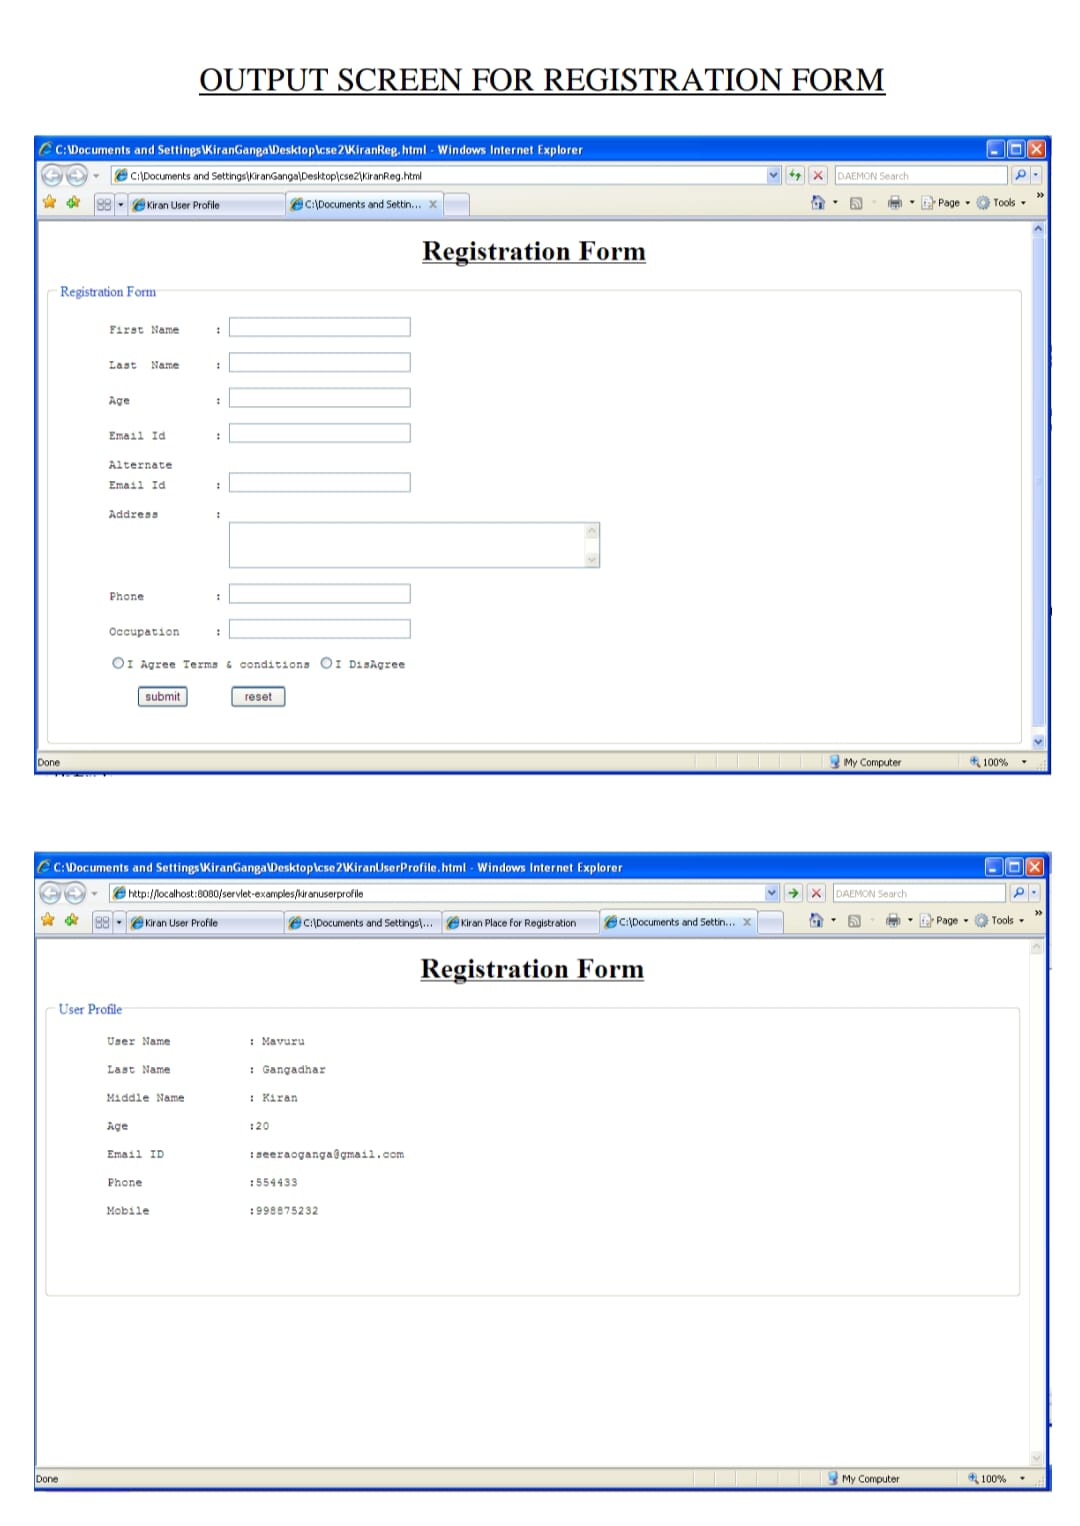 OUTPUT SCREEN FOR REGISTRATION FORM
C:\Documents and Settings\KiranGanga\Desktop\cse2\KiranReg.html - Windows Internet Explorer
C:\Documents and Settings\KiranGanga\Desktop\cse2\KiranReg.html DAEMON Search
Kiran User Profile C:\Documents and Settin... X Page Tools »
Registration Form
Registration Form
First Name :
Last Name :
Age :
Email Id :
Alternate
Email Id :
Address :
Phone :
Occupation :
I Agree Terms & conditions I DisAgree
submit reset
Done My Computer 100%
C:\Documents and Settings\KiranGanga\Desktop\cse2\KiranUserProfile.html - Windows Internet Explorer
http://localhost:8080/servlet-examples/kiranuserprofile DAEMON Search
Kiran User Profile C:\Documents and Settings\... Kiran Place for Registration C:\Documents and Settin... X Page Tools »
Registration Form
User Profile
User Name : Mavuru
Last Name : Gangadhar
Middle Name : Kiran
Age :20
Email ID :seeraoganga@gmail.com
Phone :554433
Mobile :998875232
Done My Computer 100%